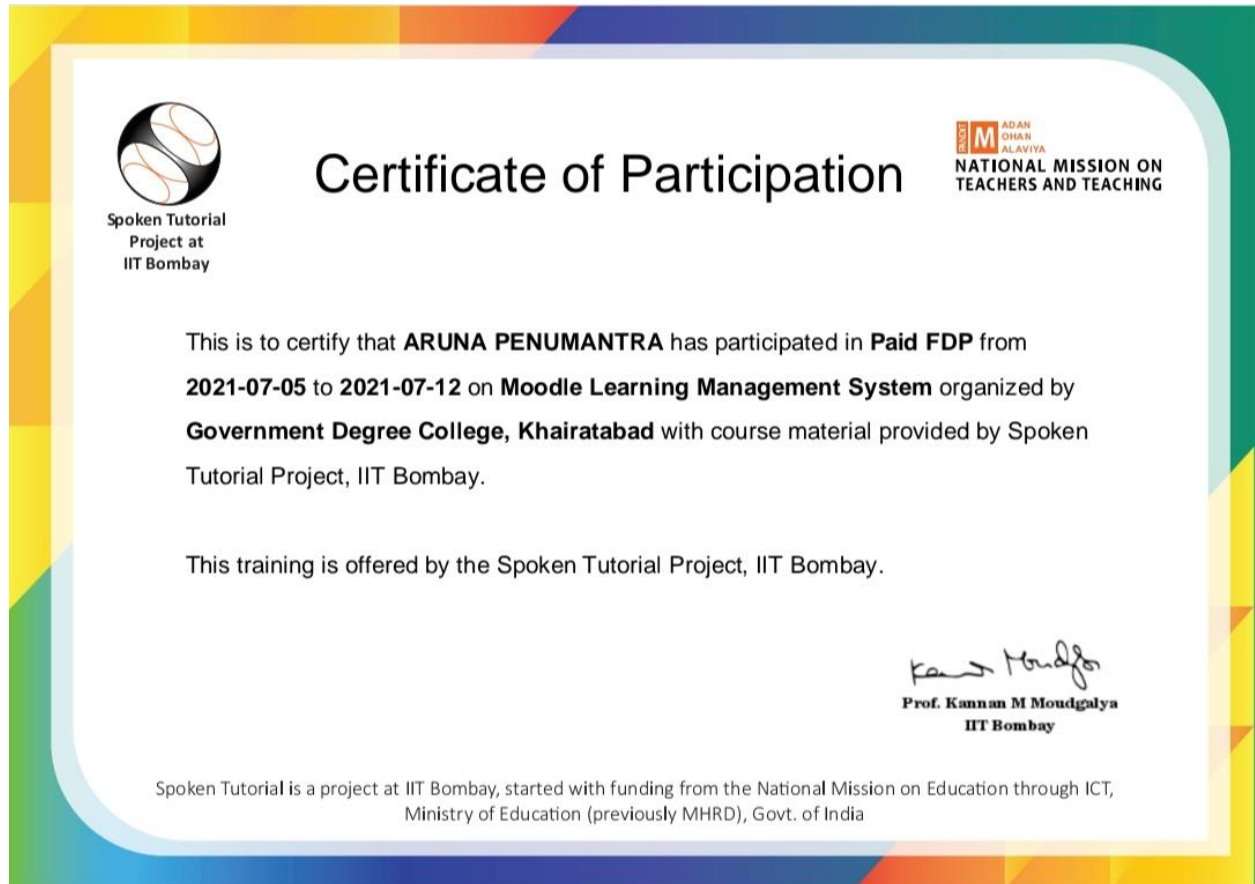 Spoken Tutorial
Project at
IIT Bombay
Certificate of Participation
PANDIT
MADAN
MOHAN
MALAVIYA
NATIONAL MISSION ON
TEACHERS AND TEACHING
This is to certify that ARUNA PENUMANTRA has participated in Paid FDP from
2021-07-05 to 2021-07-12 on Moodle Learning Management System organized by
Government Degree College, Khairatabad with course material provided by Spoken
Tutorial Project, IIT Bombay.
This training is offered by the Spoken Tutorial Project, IIT Bombay.
Prof. Kannan M Moudgalya
IIT Bombay
Spoken Tutorial is a project at IIT Bombay, started with funding from the National Mission on Education through ICT,
Ministry of Education (previously MHRD), Govt. of India